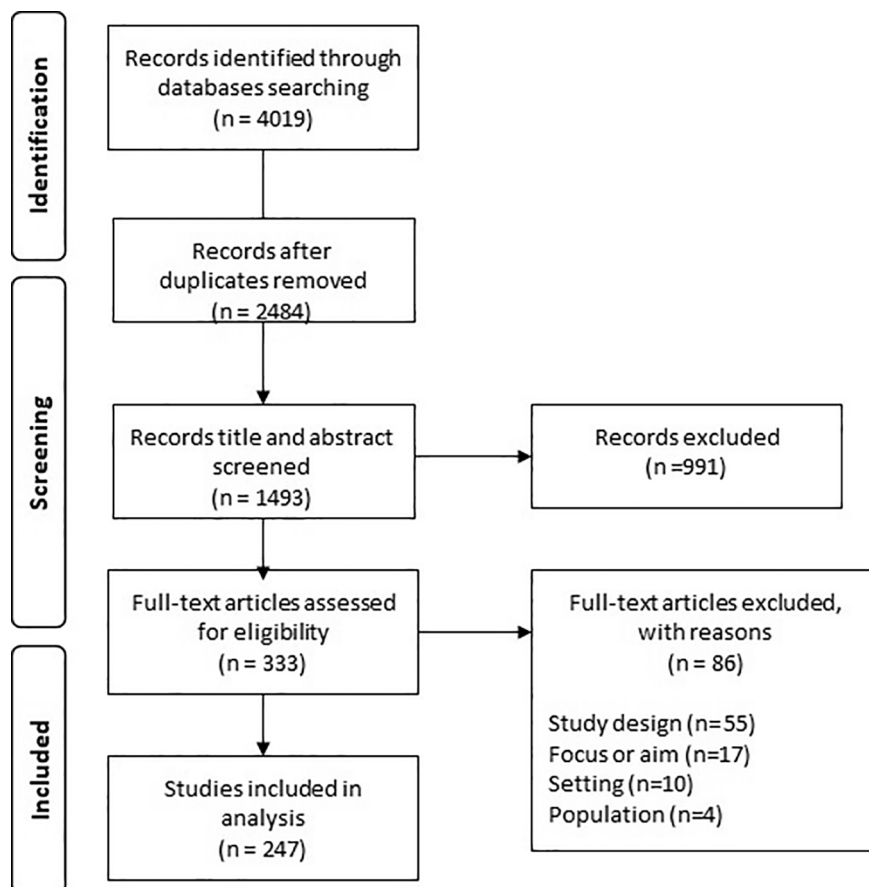 Identification
Records identified through
databases searching
(n = 4019)
Records after
duplicates removed
(n = 2484)
Screening
Records title and abstract
screened
(n = 1493)
Records excluded
(n =991)
Full-text articles assessed
for eligibility
(n = 333)
Full-text articles excluded,
with reasons
(n = 86)
Study design (n=55)
Focus or aim (n=17)
Setting (n=10)
Population (n=4)
Included
Studies included in
analysis
(n = 247)